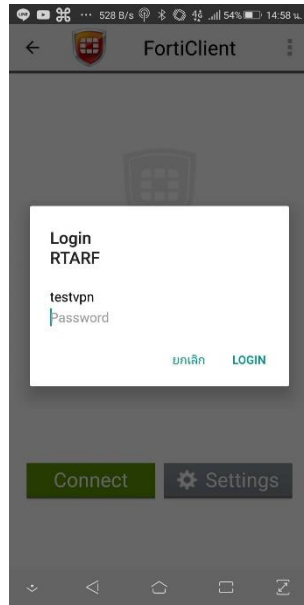 528 B/s 54% 14:58 น.
FortiClient
Login
RTARF
testvpn
Password
ยกเลิก LOGIN
Connect Settings